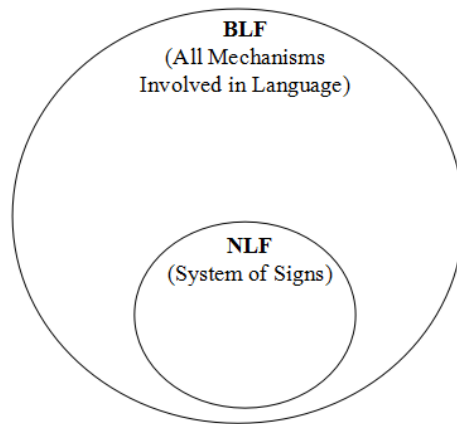 BLF
(All Mechanisms
Involved in Language)
NLF
(System of Signs)